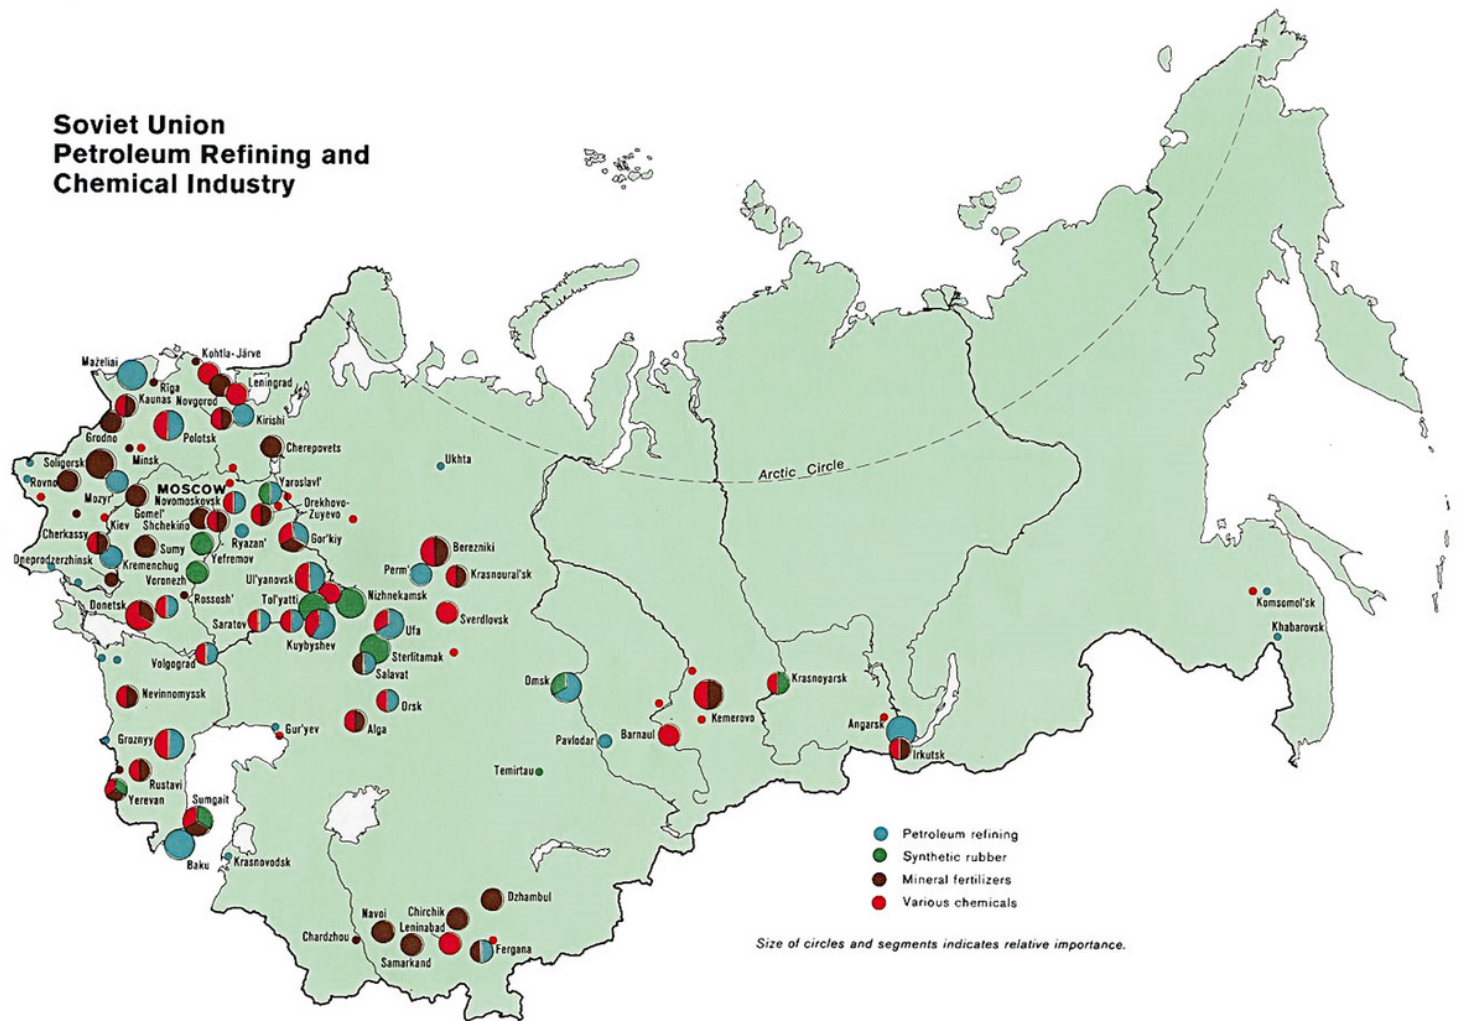 Soviet Union
Petroleum Refining and
Chemical Industry
Kohtla-Järve
Maželiai
Leningrad
Riga
Kaunas
Novgorod
Kirishi
Grodno
Polotsk
Cherepovets
Minsk
Soligorsk
Ukhta
Arctic Circle
Rovno
MOSCOW
Yaroslavl'
Mozyr'
Novomoskovsk
Orekhovo-
Zuyevo
Gomel'
Kiev
Shchekino
Cherkassy
Ryazan'
Gor'kiy
Sumy
Berezniki
Dneprodzerzhinsk
Kremenchug
Yefremov
Perm'
Krasnoural'sk
Voronezh
Ul'yanovsk
Rossosh'
Tol'yatti
Nizhnekamsk
Donetsk
Sverdlovsk
Saratov
Ufa
Kuybyshev
Sterlitamak
Volgograd
Salavat
Komsomol'sk
Khabarovsk
Omsk
Krasnoyarsk
Nevinnomyssk
Orsk
Kemerovo
Gur'yev
Alga
Angarsk
Barnaul
Groznyy
Pavlodar
Irkutsk
Temirtau
Rustavi
Yerevan
Sumgait
Baku
Krasnovodsk
Petroleum refining
Synthetic rubber
Mineral fertilizers
Various chemicals
Dzhambul
Navoi
Chirchik
Leninabad
Chardzhou
Samarkand
Fergana
Size of circles and segments indicates relative importance.